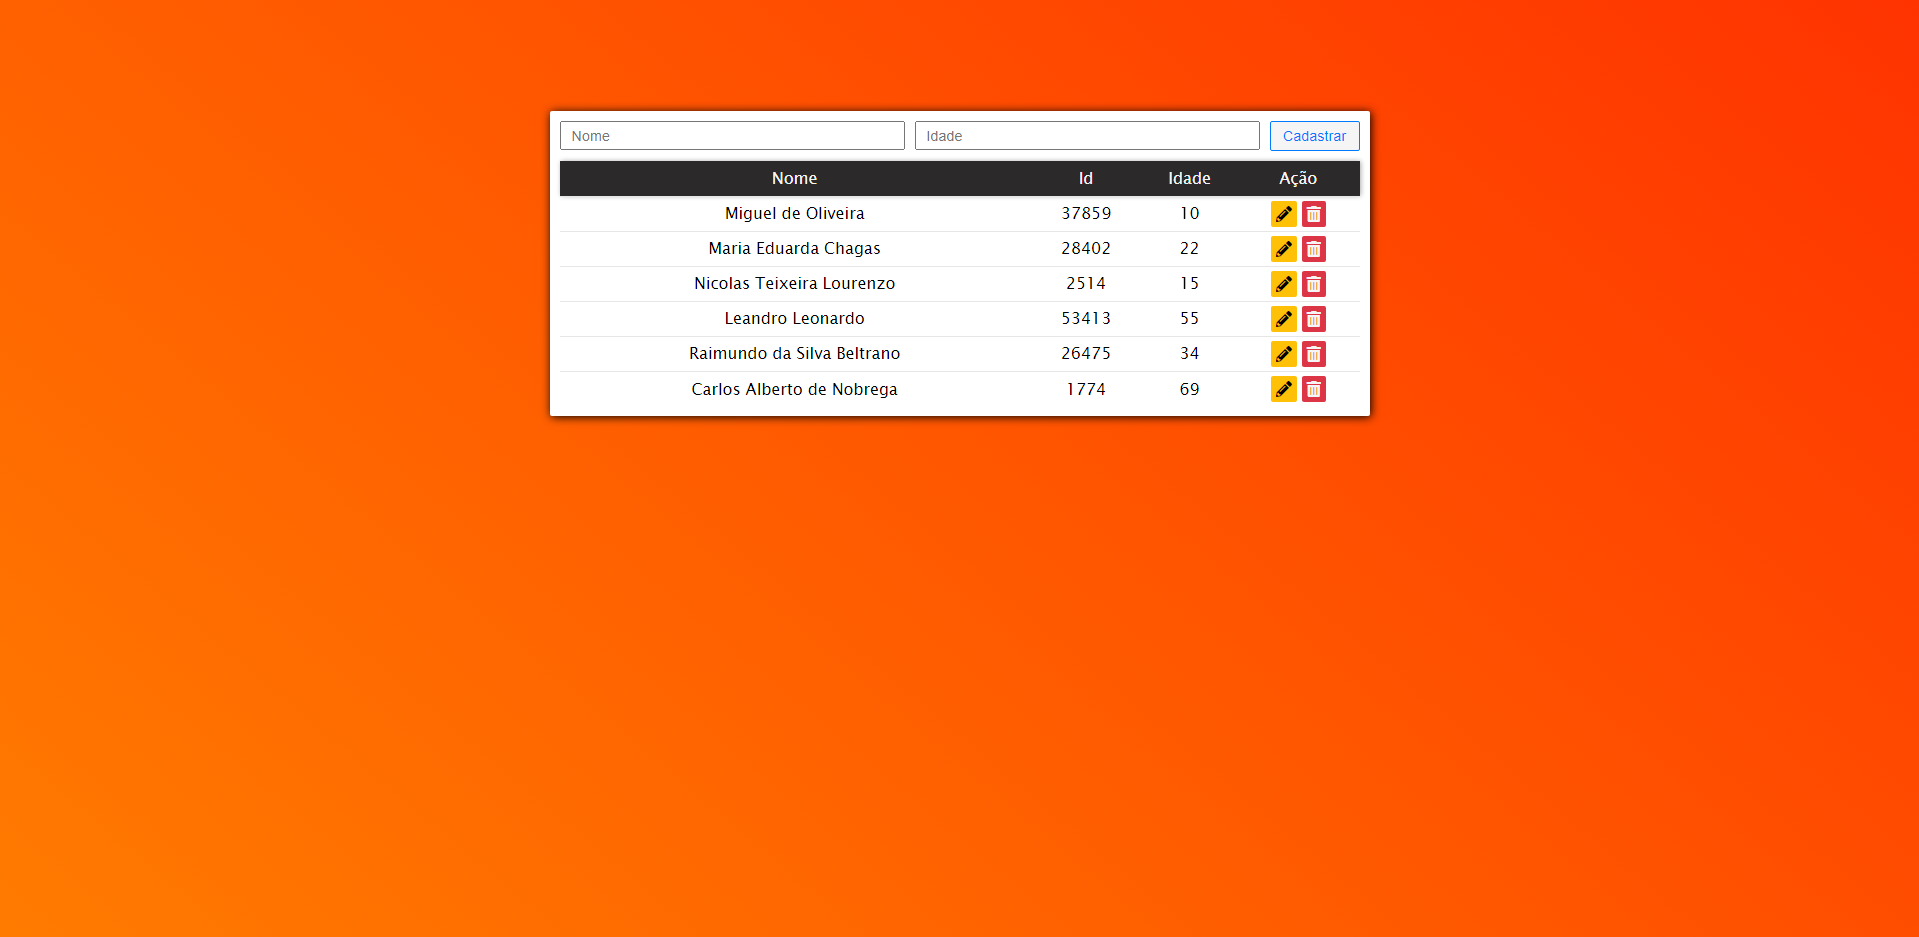 Nome Idade Cadastrar
Nome Id Idade Ação
Miguel de Oliveira 37859 10
Maria Eduarda Chagas 28402 22
Nicolas Teixeira Lourenzo 2514 15
Leandro Leonardo 53413 55
Raimundo da Silva Beltrano 26475 34
Carlos Alberto de Nobrega 1774 69